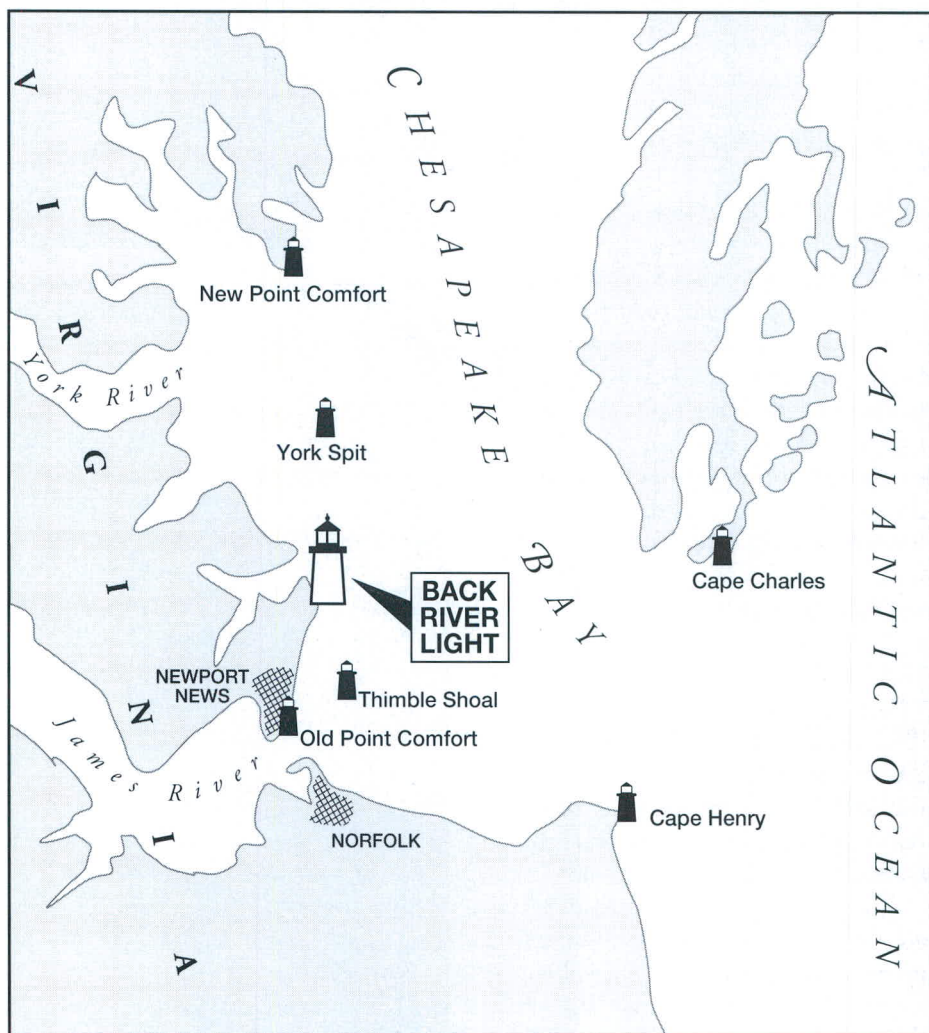 CHESAPEAKE BAY
VIRGINIA
New Point Comfort
York River
ATLANTIC OCEAN
York Spit
BACK
RIVER
LIGHT
Cape Charles
NEWPORT
NEWS
Thimble Shoal
Old Point Comfort
James River
NORFOLK
Cape Henry